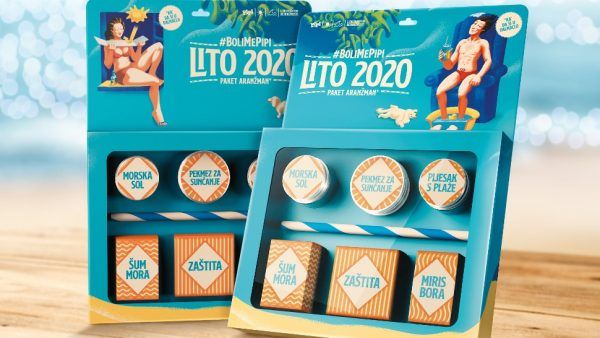 #BOLIMEPIPI
LITO 2020
PAKET ARANŽMAN*
MORSKA
SOL
PEKMEZ ZA
SUNČANJE
ŠUM
MORA
ZAŠTITA
#BOLIMEPIPI
LITO 2020
PAKET ARANŽMAN*
MORSKA
SOL
PEKMEZ ZA
SUNČANJE
PLJESAK
S PLAŽE
ŠUM
MORA
ZAŠTITA
MIRIS
BORA